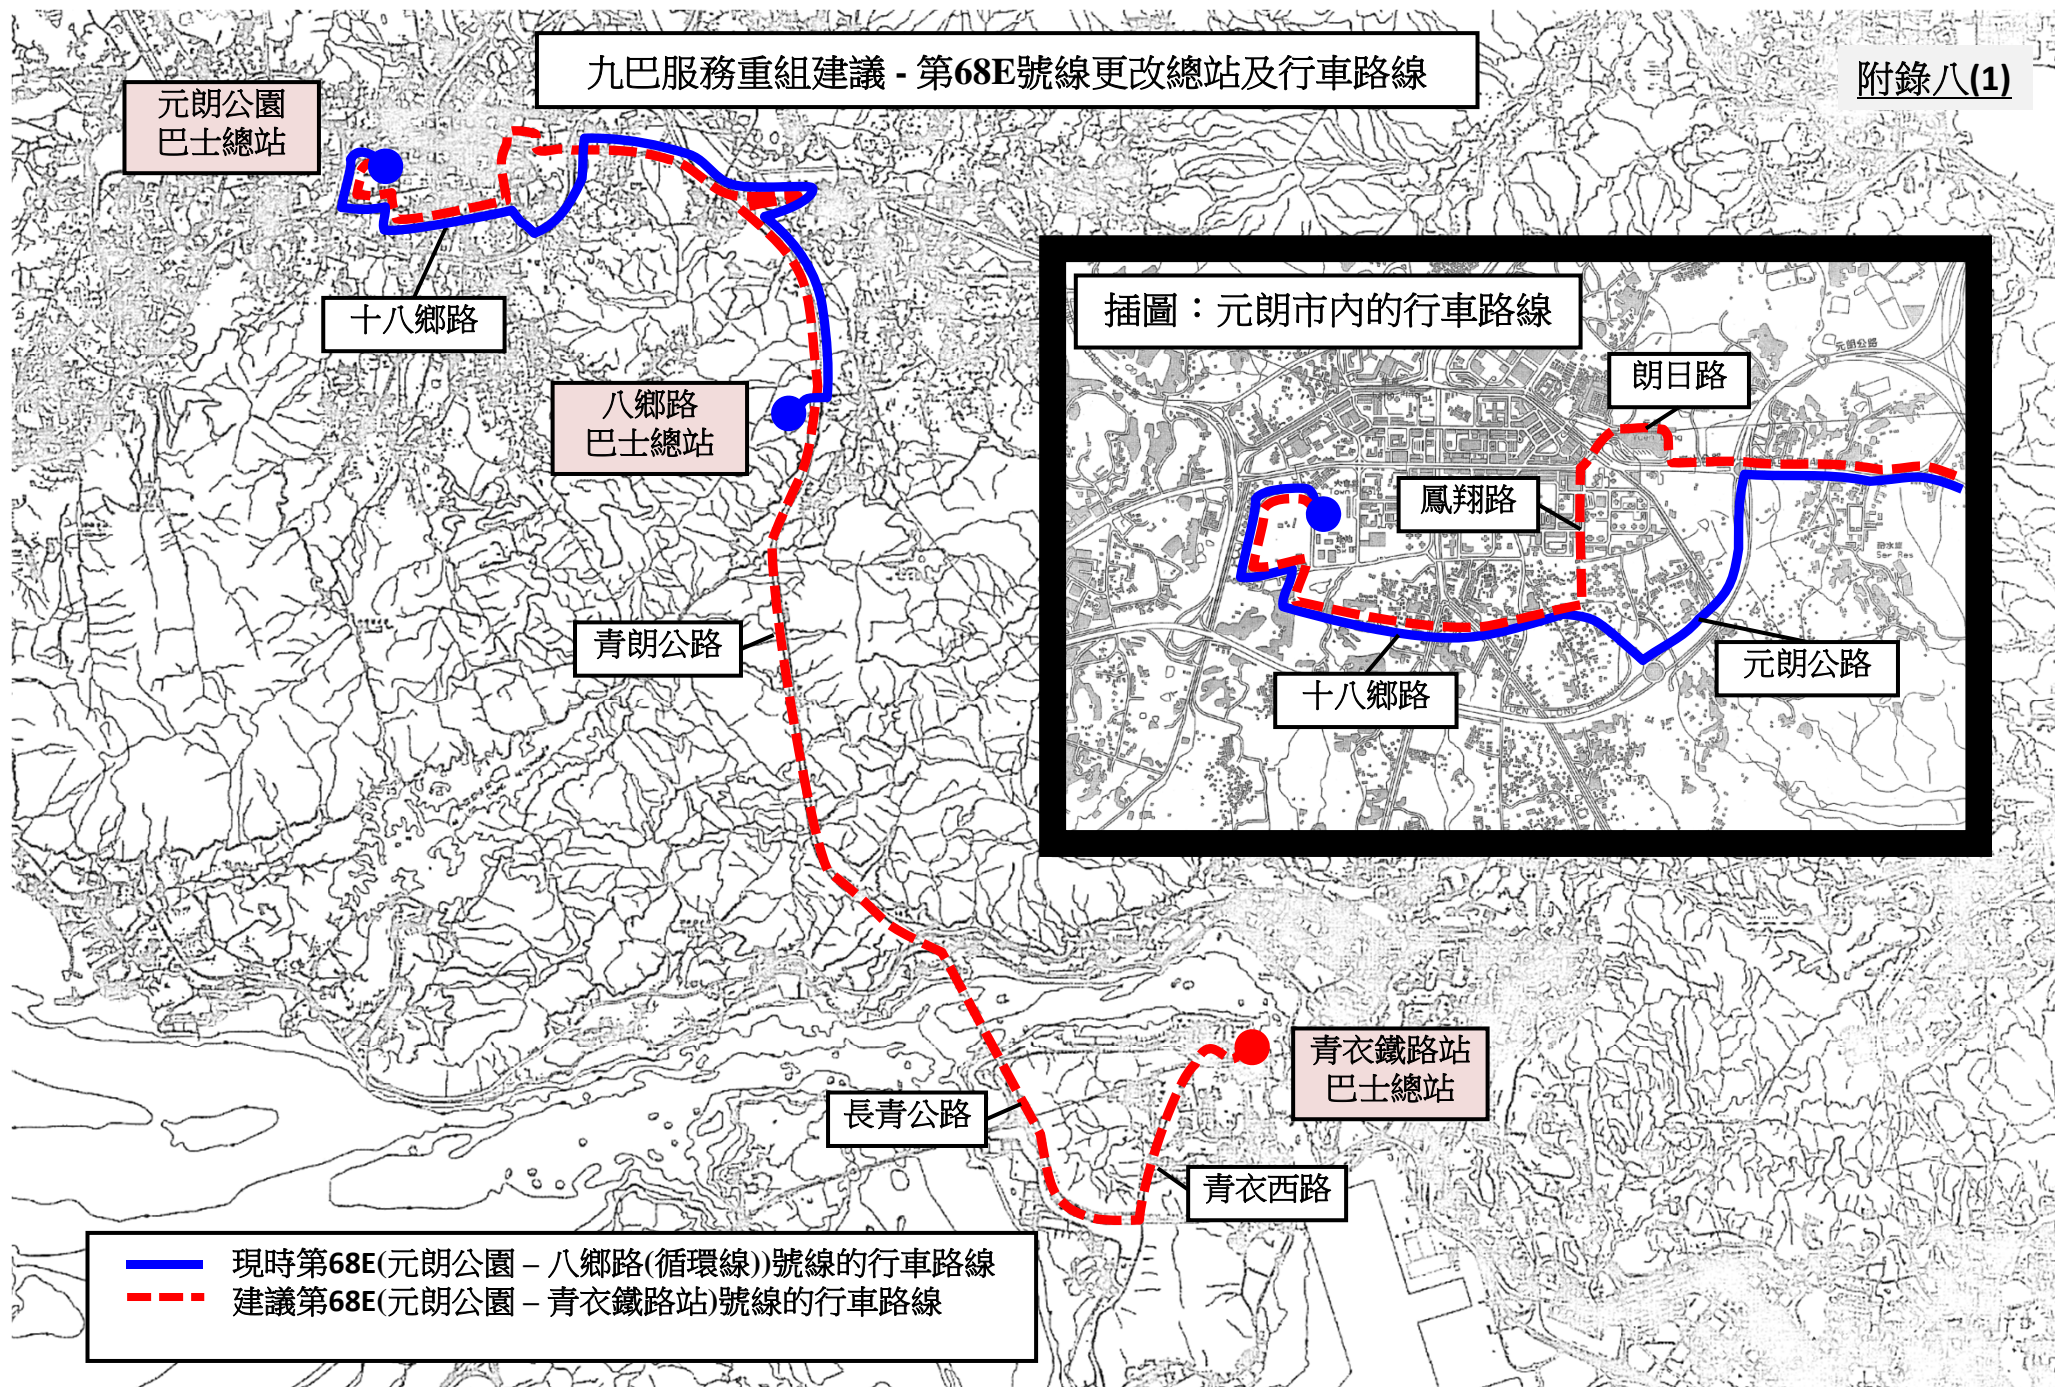 九巴服務重組建議 - 第68E號線更改總站及行車路線
附錄八(1)
元朗公園
巴士總站
十八鄉路
八鄉路
巴士總站
插圖：元朗市內的行車路線
朗日路
元朗公路
鳳翔路
元朗公路
十八鄉路
青朗公路
青衣鐵路站
巴士總站
長青公路
青衣西路
現時第68E(元朗公園 – 八鄉路(循環線))號線的行車路線
建議第68E(元朗公園 – 青衣鐵路站)號線的行車路線